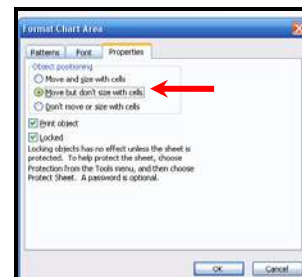 Format Chart Area
Patterns Font Properties
Object positioning
Move and size with cells
Move but don't size with cells
Don't move or size with cells
Print object
Locked
Locking objects has no effect unless the sheet is
protected. To help protect the sheet, choose
Protection from the Tools menu, and then choose
Protect Sheet. A password is optional.
OK Cancel